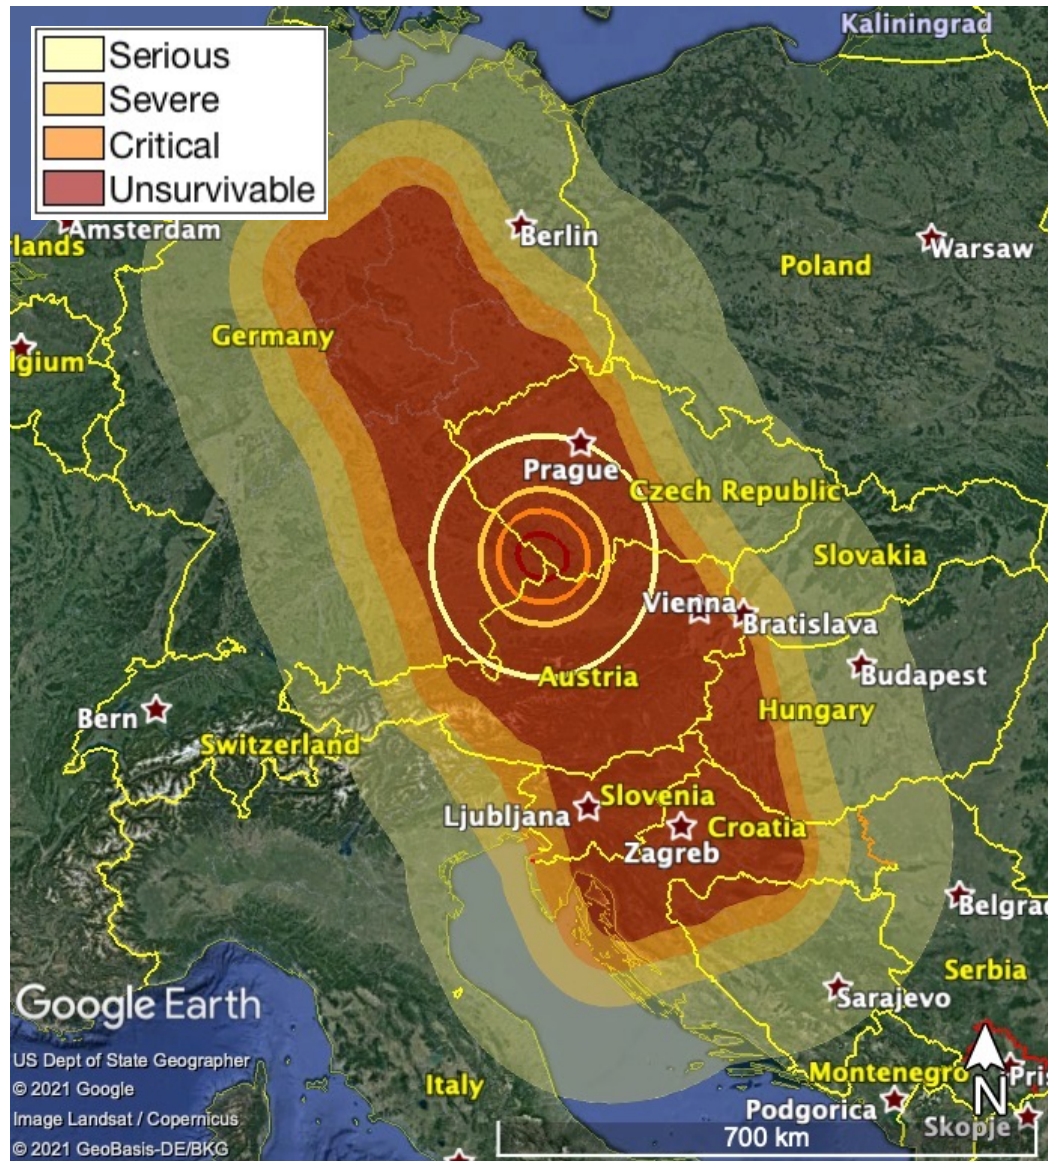 Kaliningrad
Serious
Severe
Critical
Unsurvivable
Amsterdam
rlands
Berlin
Warsaw
Poland
Germany
lgium
Prague
Czech Republic
Slovakia
Vienna
Bratislava
Budapest
Austria
Hungary
Bern
Switzerland
Ljubljana
Slovenia
Croatia
Zagreb
Belgrad
Serbia
Sarajevo
Google Earth
US Dept of State Geographer
© 2021 Google
Image Landsat / Copernicus
© 2021 GeoBasis-DE/BKG
Italy
Montenegro
Pris
N
Podgorica
Skopje
700 km